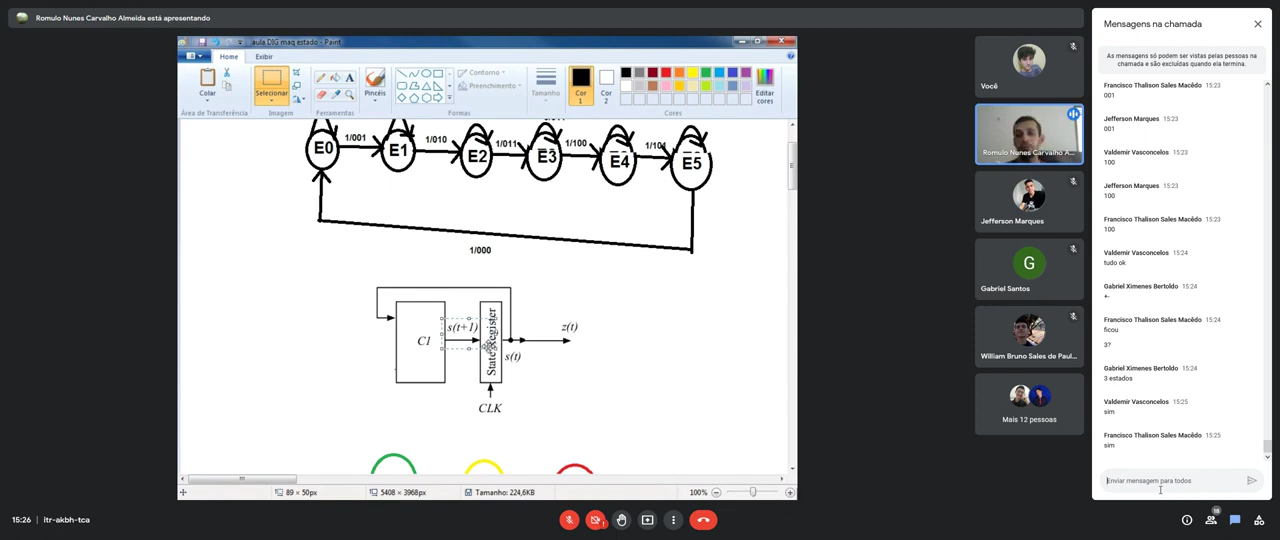 Romulo Nunes Carvalho Almeida está apresentando
aula DIG maq estado - Paint
Home
Exibir
Colar
Selecionar
Pincéis
Contorno
Preenchimento
Tamanho
Cor
1
Cor
2
Editar
cores
Área de Transferência
Imagem
Ferramentas
Formas
Cores
1/001
1/010
1/011
1/100
1/101
E0
E1
E2
E3
E4
E5
1/000
C1
s(t+1)
State Register
s(t)
z(t)
CLK
89 × 50px
5408 × 3968px
Tamanho: 224,6KB
100%
Você
Romulo Nunes Carvalho A...
Jefferson Marques
G
Gabriel Santos
William Bruno Sales de Paul...
Mais 12 pessoas
Mensagens na chamada
As mensagens só podem ser vistas pelas pessoas na
chamada e são excluídas quando ela termina.
Francisco Thalison Sales Macêdo 15:23
001
Jefferson Marques 15:23
001
Valdemir Vasconcelos 15:23
100
Jefferson Marques 15:23
100
Francisco Thalison Sales Macêdo 15:23
100
Valdemir Vasconcelos 15:24
tudo ok
Gabriel Ximenes Bertoldo 15:24
+-
Francisco Thalison Sales Macêdo 15:24
ficou
3?
Gabriel Ximenes Bertoldo 15:24
3 estados
Valdemir Vasconcelos 15:25
sim
Francisco Thalison Sales Macêdo 15:25
sim
Enviar mensagem para todos
15:26 | itr-akbh-tca
18